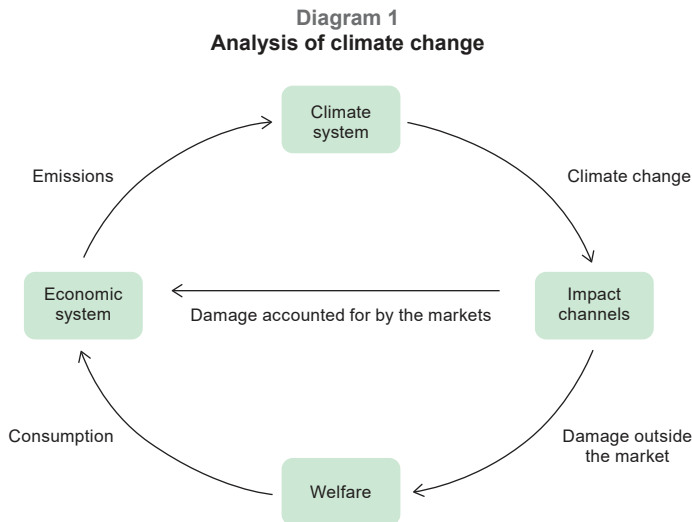 Diagram 1
Analysis of climate change
Climate
system
Emissions
Climate change
Economic
system
Impact
channels
Damage accounted for by the markets
Consumption
Damage outside
the market
Welfare